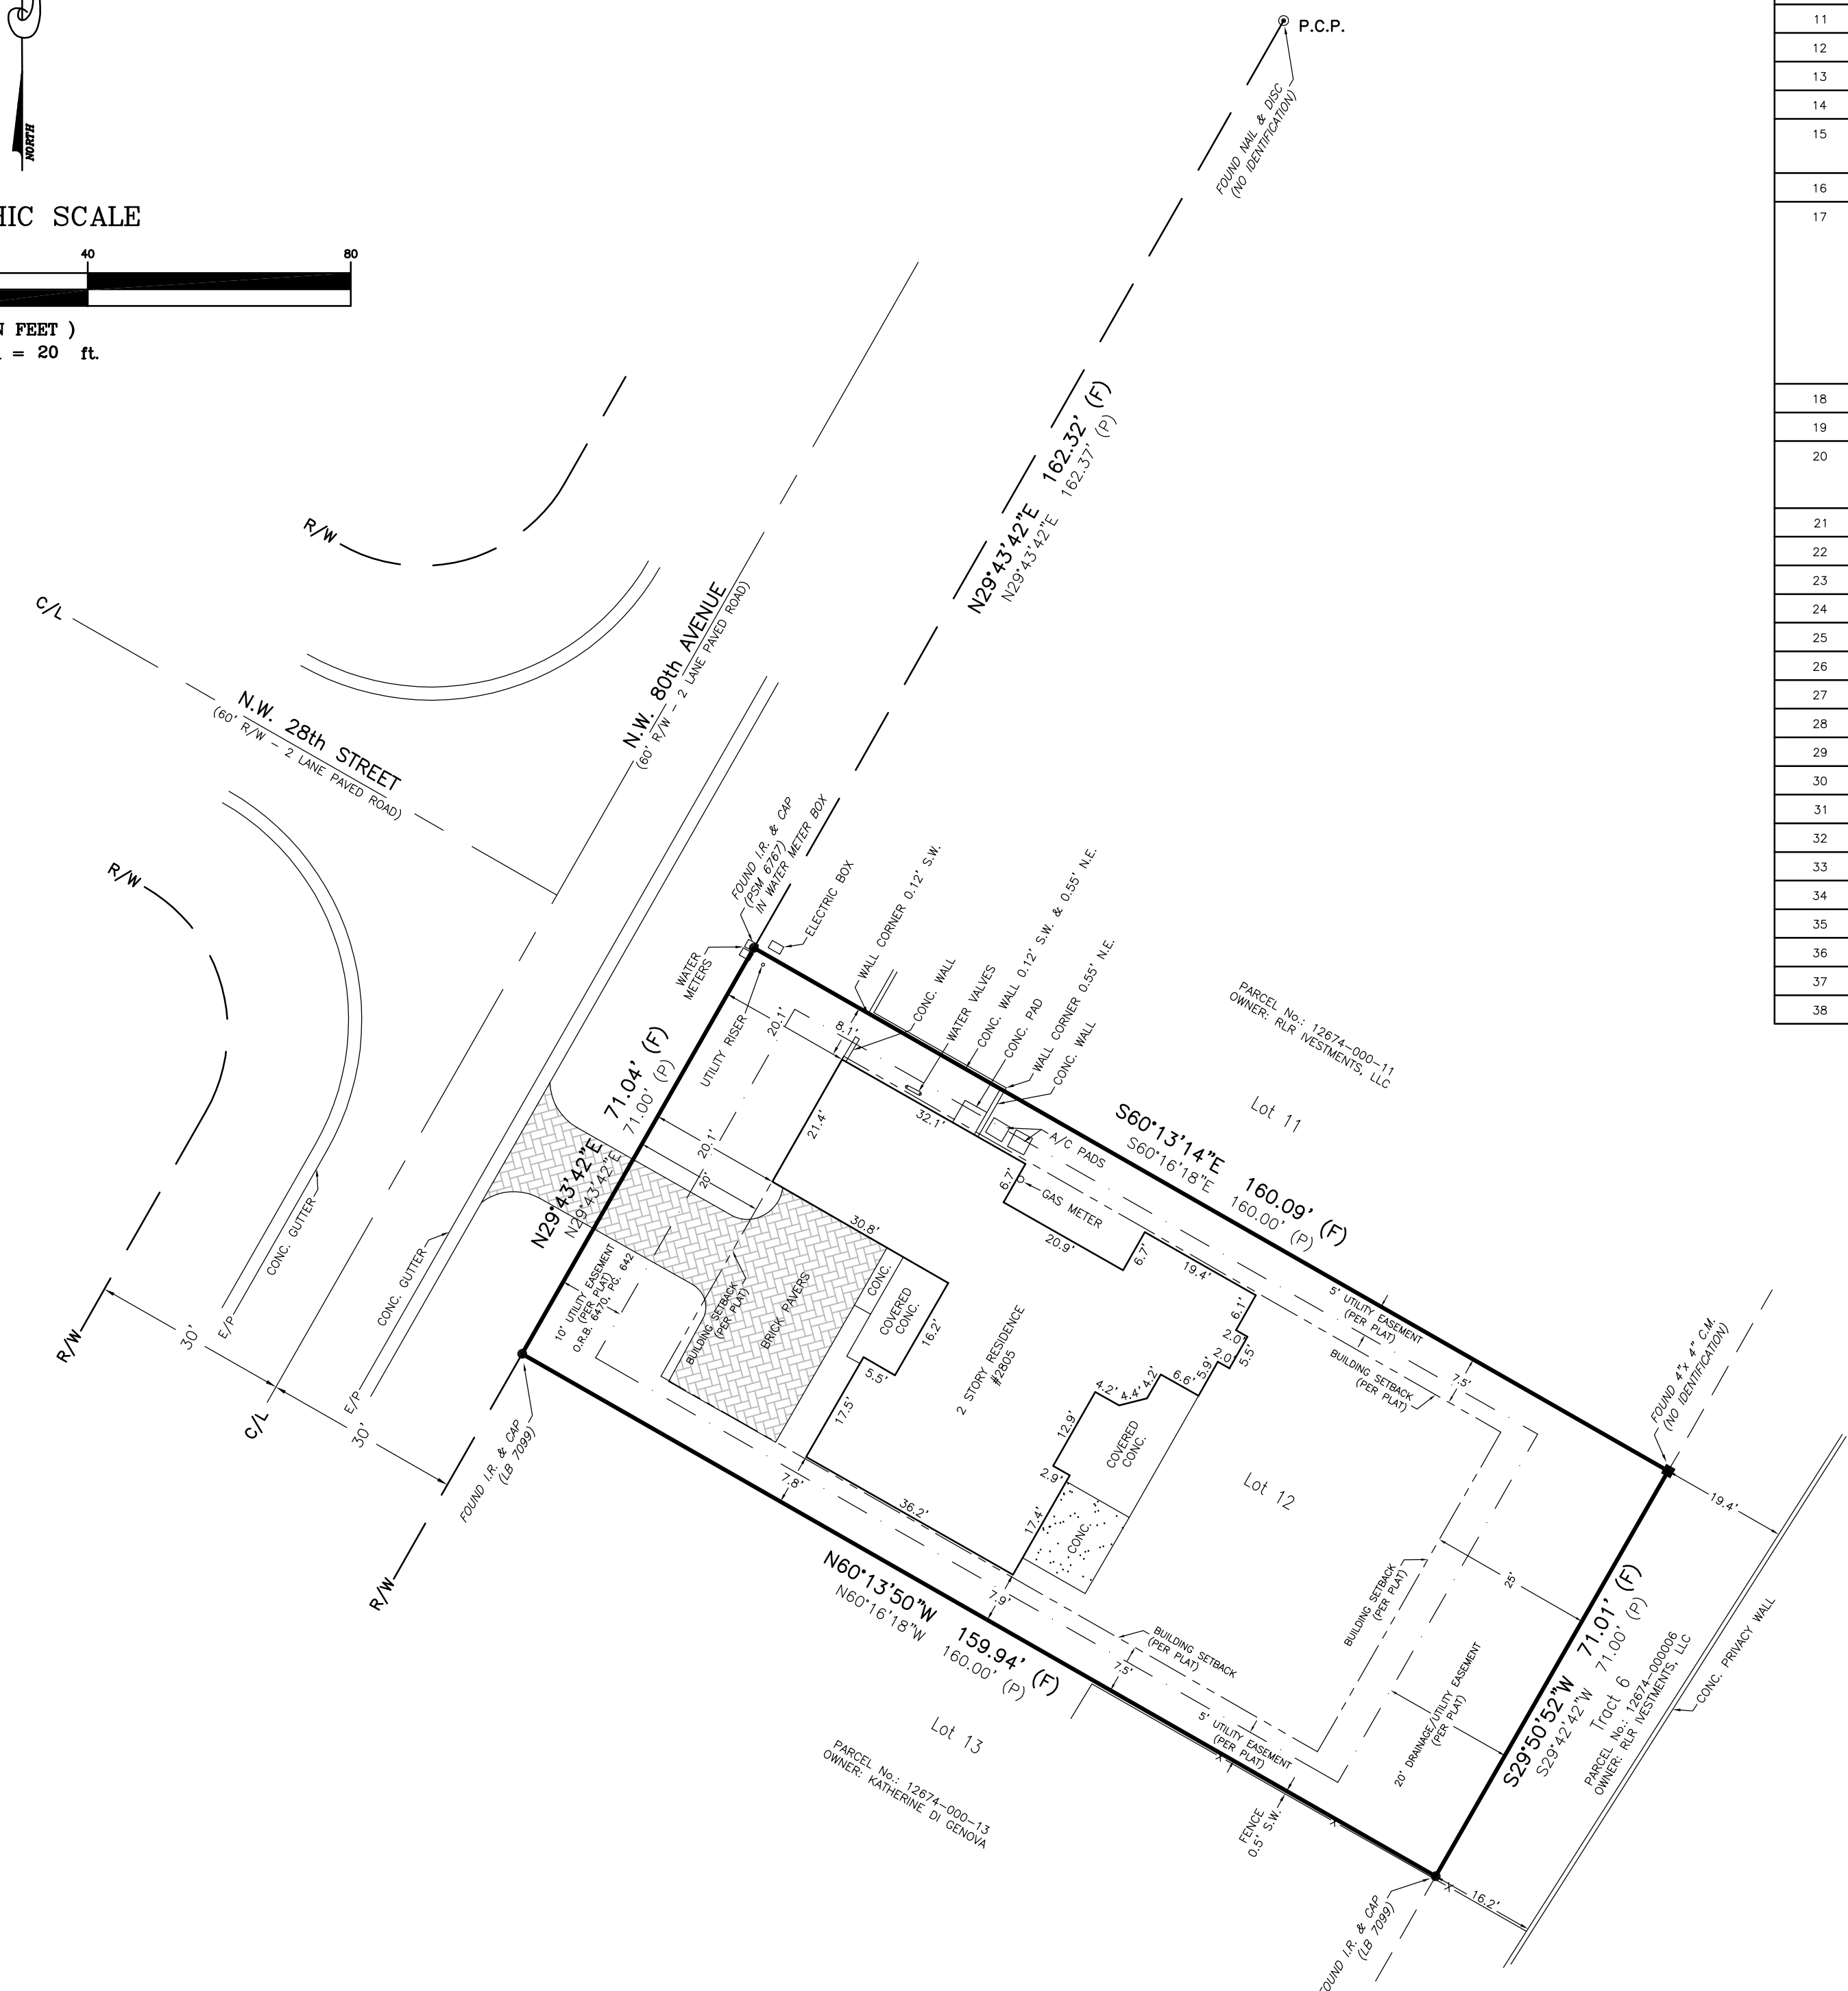 NORTH
HIC SCALE
40
80
N FEET )
= 20 ft.
P.C.P.
FOUND NAIL & DISC
(NO IDENTIFICATION)
11
12
13
14
15
16
17
18
19
20
21
22
23
24
25
26
27
28
29
30
31
32
33
34
35
36
37
38
N29°43'42"E 162.32' (F)
N29°43'42"E 162.37' (P)
R/W
C/L
N.W. 28th STREET
(60' R/W - 2 LANE PAVED ROAD)
N.W. 80th AVENUE
(60' R/W - 2 LANE PAVED ROAD)
R/W
FOUND I.R. & CAP
(PSM 6767)
IN WATER METER BOX
ELECTRIC BOX
WATER
METERS
UTILITY RISER
WALL CORNER 0.12' S.W.
CONC. WALL
WATER VALVES
CONC. WALL 0.12' S.W. & 0.55' N.E.
CONC. PAD
WALL CORNER 0.55' N.E.
CONC. WALL
PARCEL No.: 12674-000-11
OWNER: RLR IVESTMENTS, LLC
Lot 11
20.1'
8.1'
32.1'
21.4'
A/C PADS
S60°13'14"E 160.09' (F)
S60°16'18"E 160.00' (P)
N29°43'42"E 71.04' (F)
N29°43'42"E 71.00' (P)
20.1'
20'
6.7'
GAS METER
20.9'
6.7'
19.4'
30.8'
10' UTILITY EASEMENT
(PER PLAT)
O.R.B. 6470, PG. 642
BUILDING SETBACK
(PER PLAT)
BRICK PAVERS
CONC.
COVERED
CONC.
16.2'
5.5'
17.5'
2 STORY RESIDENCE
#2805
6.1'
2.0'
5.5'
2.0'
5.9'
6.6'
4.2'
4.4'
4.2'
12.9'
COVERED
CONC.
2.9'
17.4'
CONC.
36.2'
7.8'
7.9'
5' UTILITY EASEMENT
(PER PLAT)
BUILDING SETBACK
(PER PLAT)
7.5'
FOUND 4"x 4" C.M.
(NO IDENTIFICATION)
19.4'
Lot 12
CONC. GUTTER
E/P
CONC. GUTTER
E/P
R/W
30'
C/L
30'
R/W
FOUND I.R. & CAP
(LB 7099)
N60°13'50"W 159.94' (F)
N60°16'18"W 160.00' (P)
BUILDING SETBACK
(PER PLAT)
7.5'
5' UTILITY EASEMENT
(PER PLAT)
BUILDING SETBACK
(PER PLAT)
25'
20' DRAINAGE/UTILITY EASEMENT
(PER PLAT)
S29°50'52"W 71.01' (F)
S29°42'42"W 71.00' (P)
Tract 6
PARCEL No.: 12674-000006
OWNER: RLR IVESTMENTS, LLC
CONC. PRIVACY WALL
Lot 13
PARCEL No.: 12674-000-13
OWNER: KATHERINE DI GENOVA
X
FENCE
0.5' S.W.
X
X
16.2'
FOUND I.R. & CAP
(LB 7099)